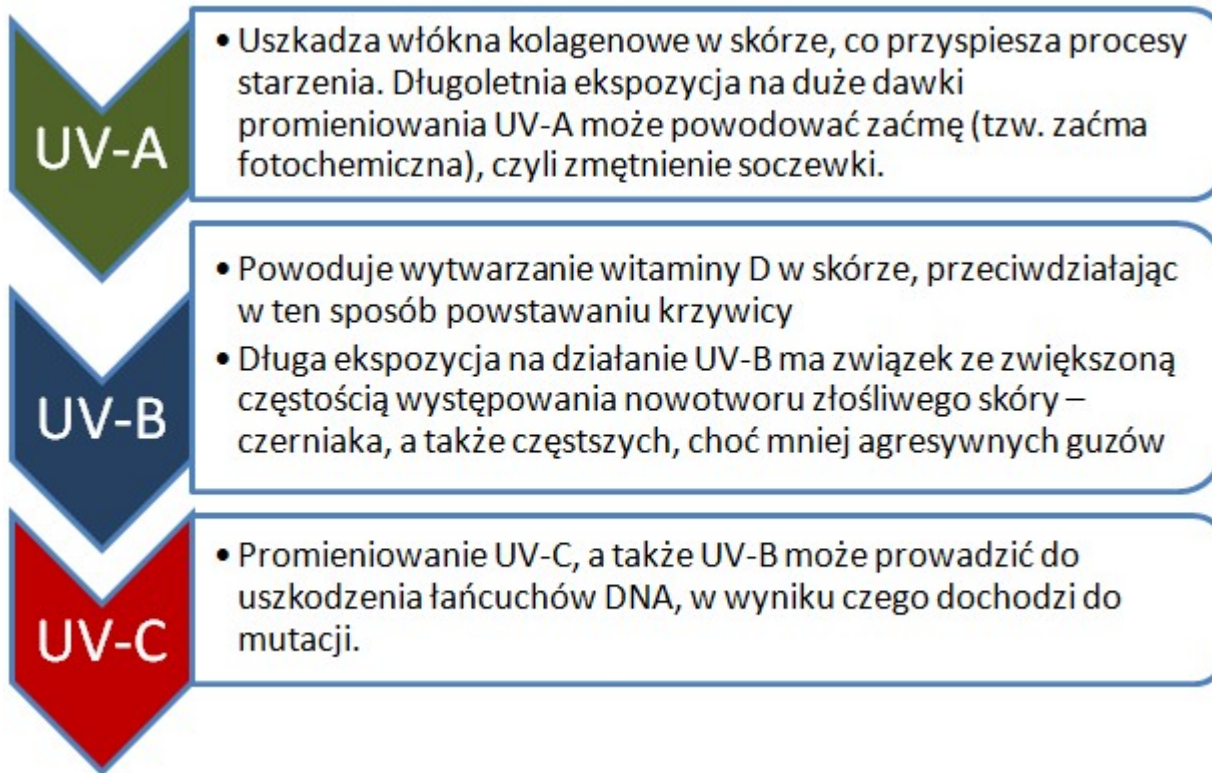 UV-A
• Uszkadza włókna kolagenowe w skórze, co przyspiesza procesy
starzenia. Długoletnia ekspozycja na duże dawki
promieniowania UV-A może powodować zaćmę (tzw. zaćma
fotochemiczna), czyli zmętnienie soczewki.
UV-B
• Powoduje wytwarzanie witaminy D w skórze, przeciwdziałając
w ten sposób powstawaniu krzywicy
• Długa ekspozycja na działanie UV-B ma związek ze zwiększoną
częstością występowania nowotworu złośliwego skóry –
czerniaka, a także częstszych, choć mniej agresywnych guzów
UV-C
• Promieniowanie UV-C, a także UV-B może prowadzić do
uszkodzenia łańcuchów DNA, w wyniku czego dochodzi do
mutacji.